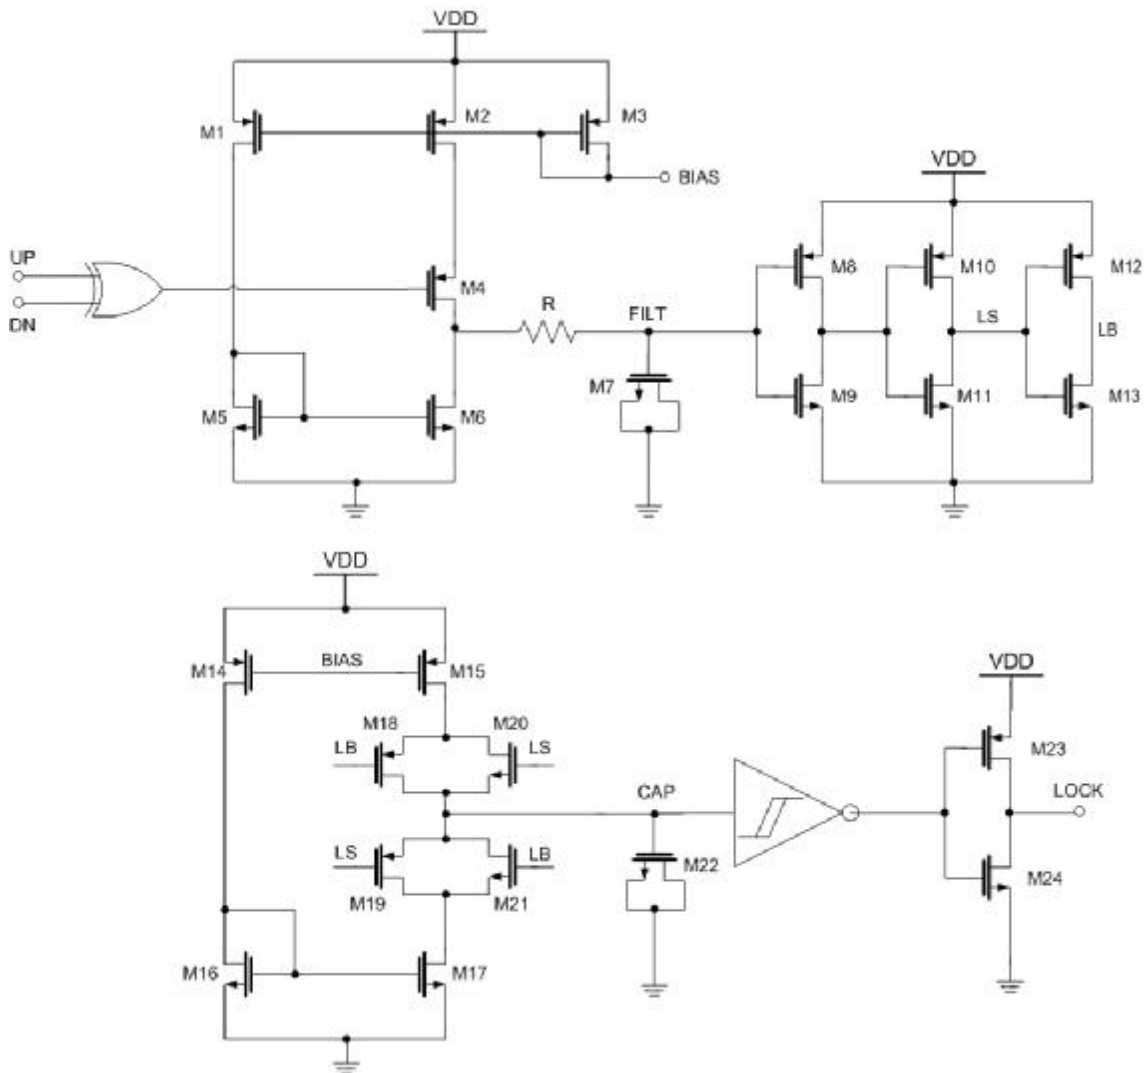 VDD
M1
M2
M3
BIAS
VDD
UP
DN
M4
R
FILT
M8
M10
M12
LS
LB
M7
M5
M6
M9
M11
M13
VDD
M14
BIAS
M15
VDD
M18
M20
LB
LS
M23
CAP
LOCK
LS
LB
M22
M19
M21
M24
M16
M17